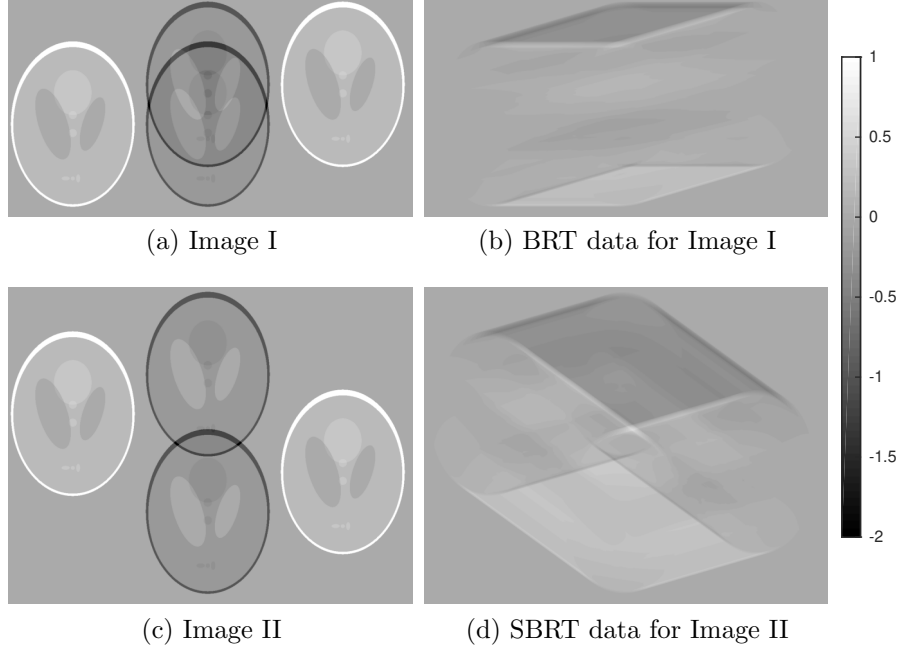 (a) Image I
(b) BRT data for Image I
(c) Image II
(d) SBRT data for Image II
1
0.5
0
-0.5
-1
-1.5
-2